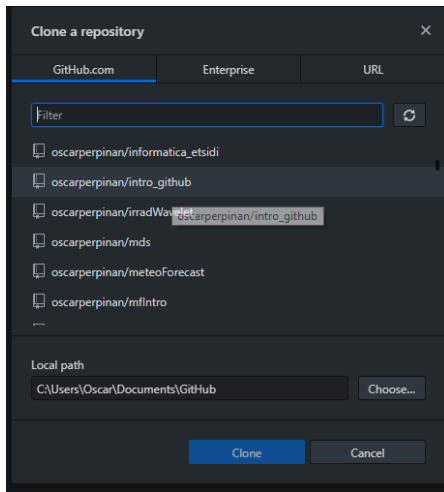 Clone a repository
GitHub.com Enterprise URL
Filter
oscarperpinan/informatica_etsidi
oscarperpinan/intro_github
oscarperpinan/irradWavelet
oscarperpinan/intro_github
oscarperpinan/mds
oscarperpinan/meteoForecast
oscarperpinan/mfIntro
Local path
C:\Users\Oscar\Documents\GitHub Choose...
Clone Cancel